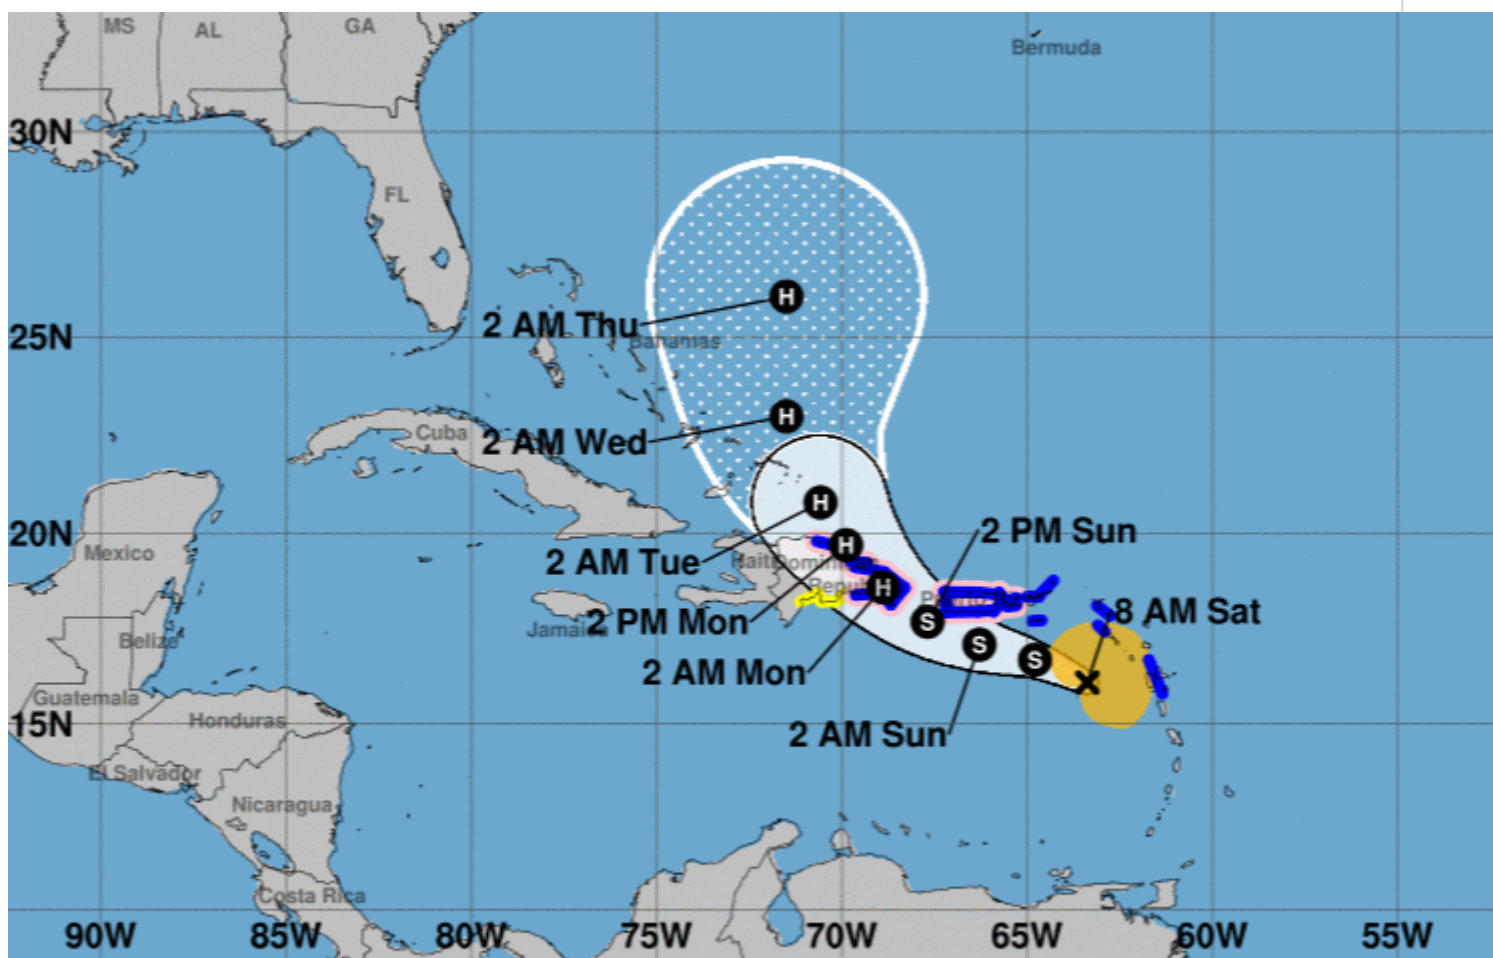 MS
AL
GA
Bermuda
30N
FL
2 AM Thu
H
25N
Bahamas
H
Cuba
2 AM Wed
H
2 PM Sun
20N
H
Mexico
2 AM Tue
Haiti
H
Jamaica
2 PM Mon
S
8 AM Sat
Belize
S
S
2 AM Mon
Guatemala
Honduras
15N
2 AM Sun
El Salvador
Nicaragua
Costa Rica
90W
85W
80W
75W
70W
65W
60W
55W